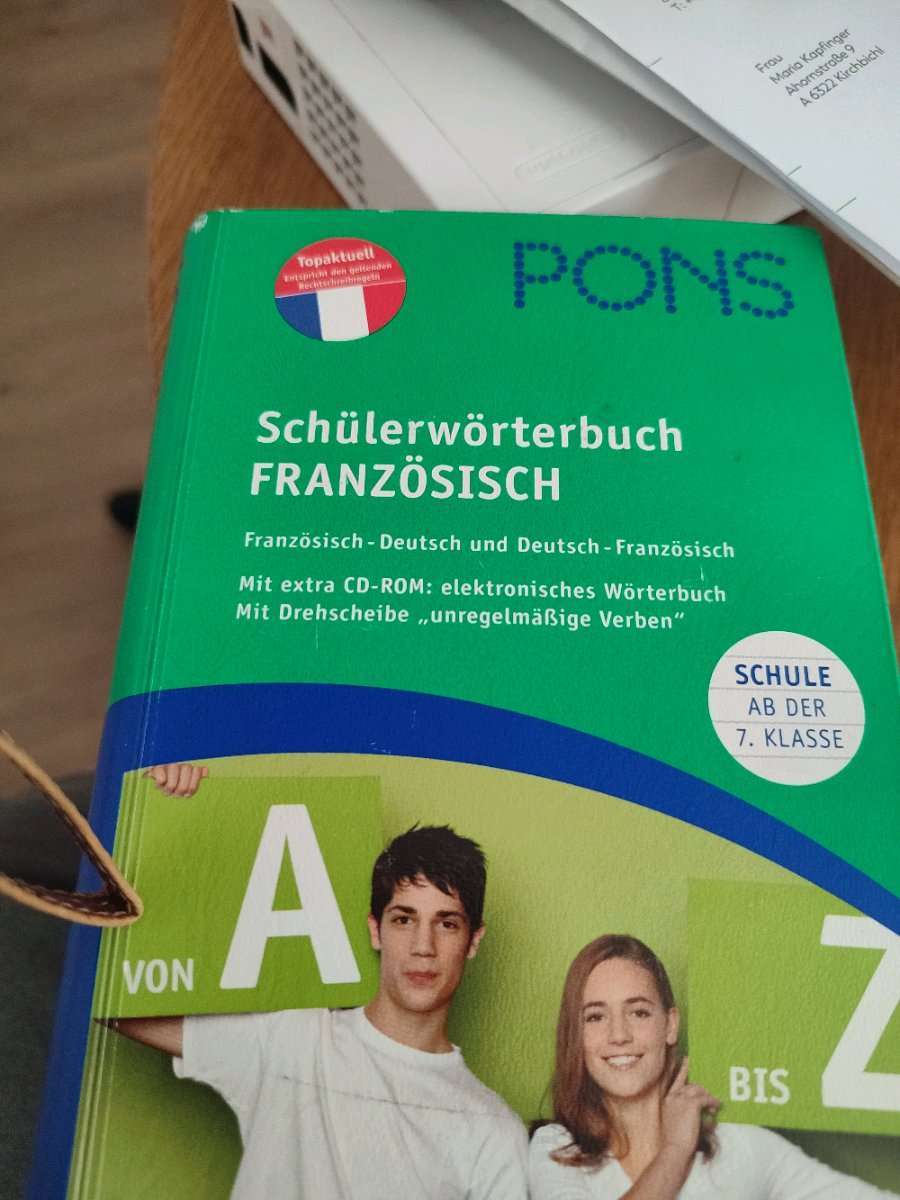 Frau
Maria Kapfinger
Ahornstraße 9
A 6322 Kirchbichl
Topaktuell
Entspricht den geltenden
Rechtschreibregeln
PONS
Schülerwörterbuch
FRANZÖSISCH
Französisch - Deutsch und Deutsch - Französisch
Mit extra CD-ROM: elektronisches Wörterbuch
Mit Drehscheibe „unregelmäßige Verben“
SCHULE
AB DER
7. KLASSE
VON A
BIS Z